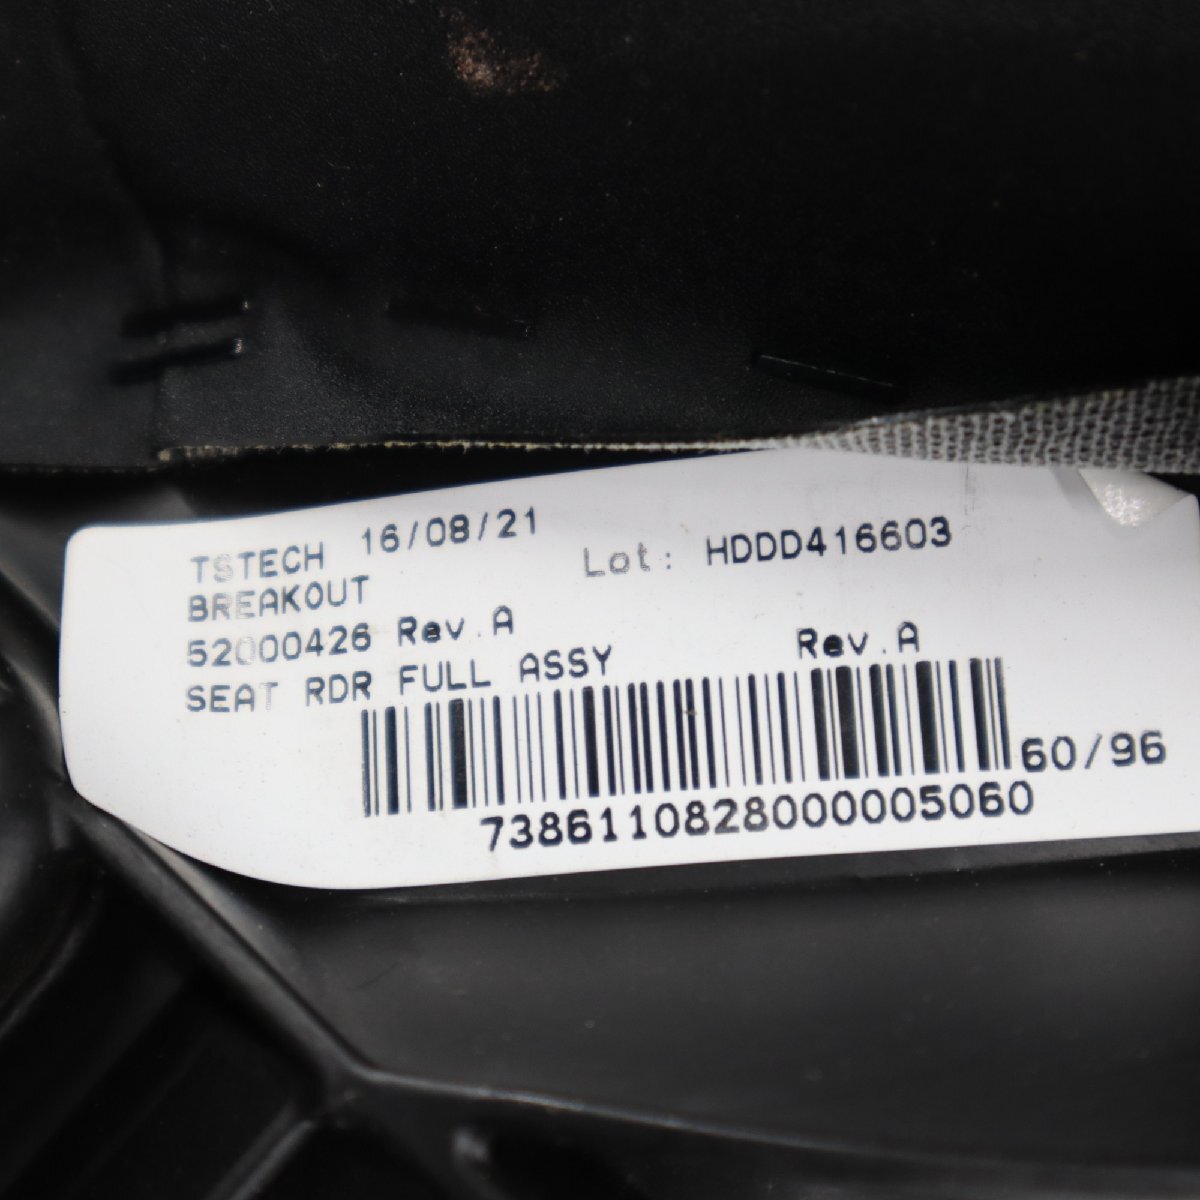 TSTECH 16/08/21
BREAKOUT Lot: HDDD416603
52000426 Rev.A
SEAT RDR FULL ASSY Rev.A
60/96
73861108280000005060